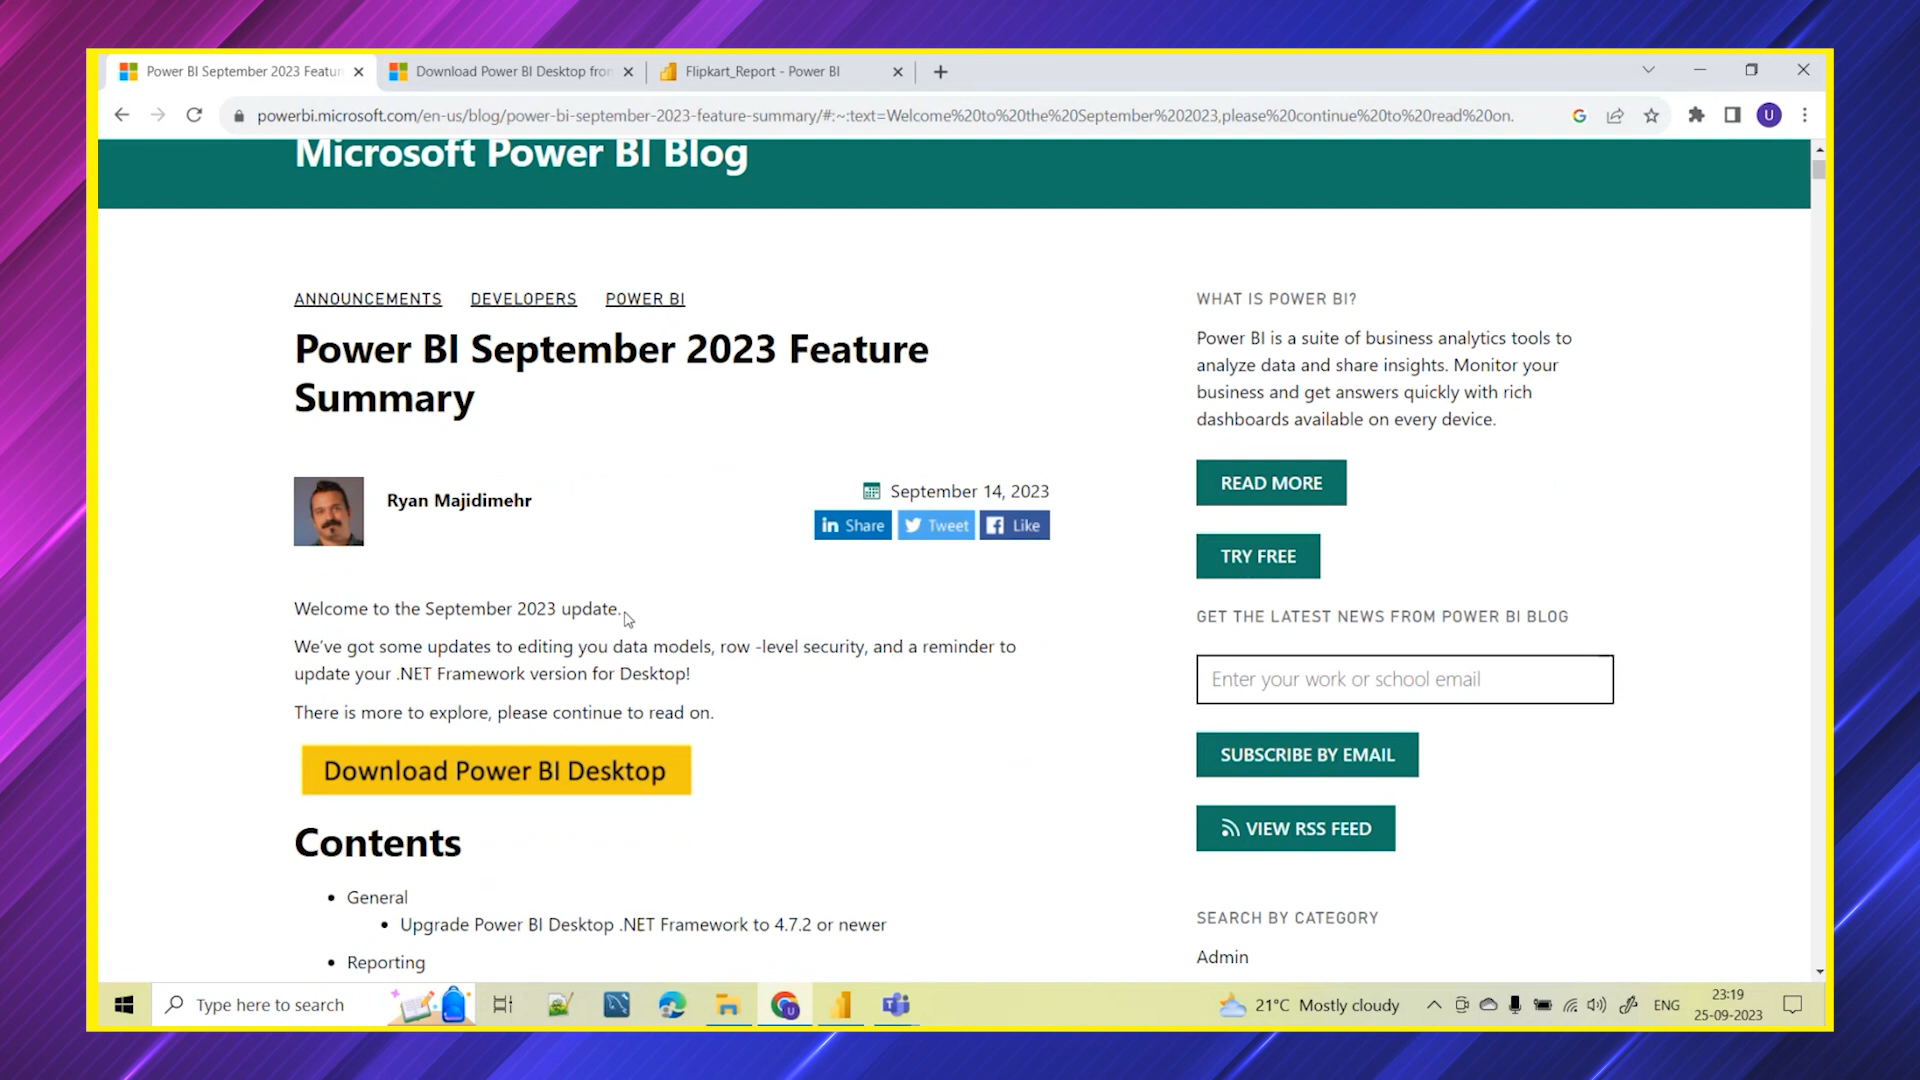 Power BI September 2023 Featur
Download Power BI Desktop fron
Flipkart_Report - Power BI
powerbi.microsoft.com/en-us/blog/power-bi-september-2023-feature-summary/#:~:text=Welcome%20to%20the%20September%202023,please%20continue%20to%20read%20on.
U
Microsoft Power BI Blog
ANNOUNCEMENTS DEVELOPERS POWER BI
Power BI September 2023 Feature
Summary
Ryan Majidimehr
September 14, 2023
in Share Tweet Like
Welcome to the September 2023 update.
We've got some updates to editing you data models, row -level security, and a reminder to
update your .NET Framework version for Desktop!
There is more to explore, please continue to read on.
Download Power BI Desktop
Contents
• General
• Upgrade Power BI Desktop .NET Framework to 4.7.2 or newer
• Reporting
WHAT IS POWER BI?
Power BI is a suite of business analytics tools to
analyze data and share insights. Monitor your
business and get answers quickly with rich
dashboards available on every device.
READ MORE
TRY FREE
GET THE LATEST NEWS FROM POWER BI BLOG
Enter your work or school email
SUBSCRIBE BY EMAIL
VIEW RSS FEED
SEARCH BY CATEGORY
Admin
Type here to search
21°C Mostly cloudy
ENG
23:19
25-09-2023